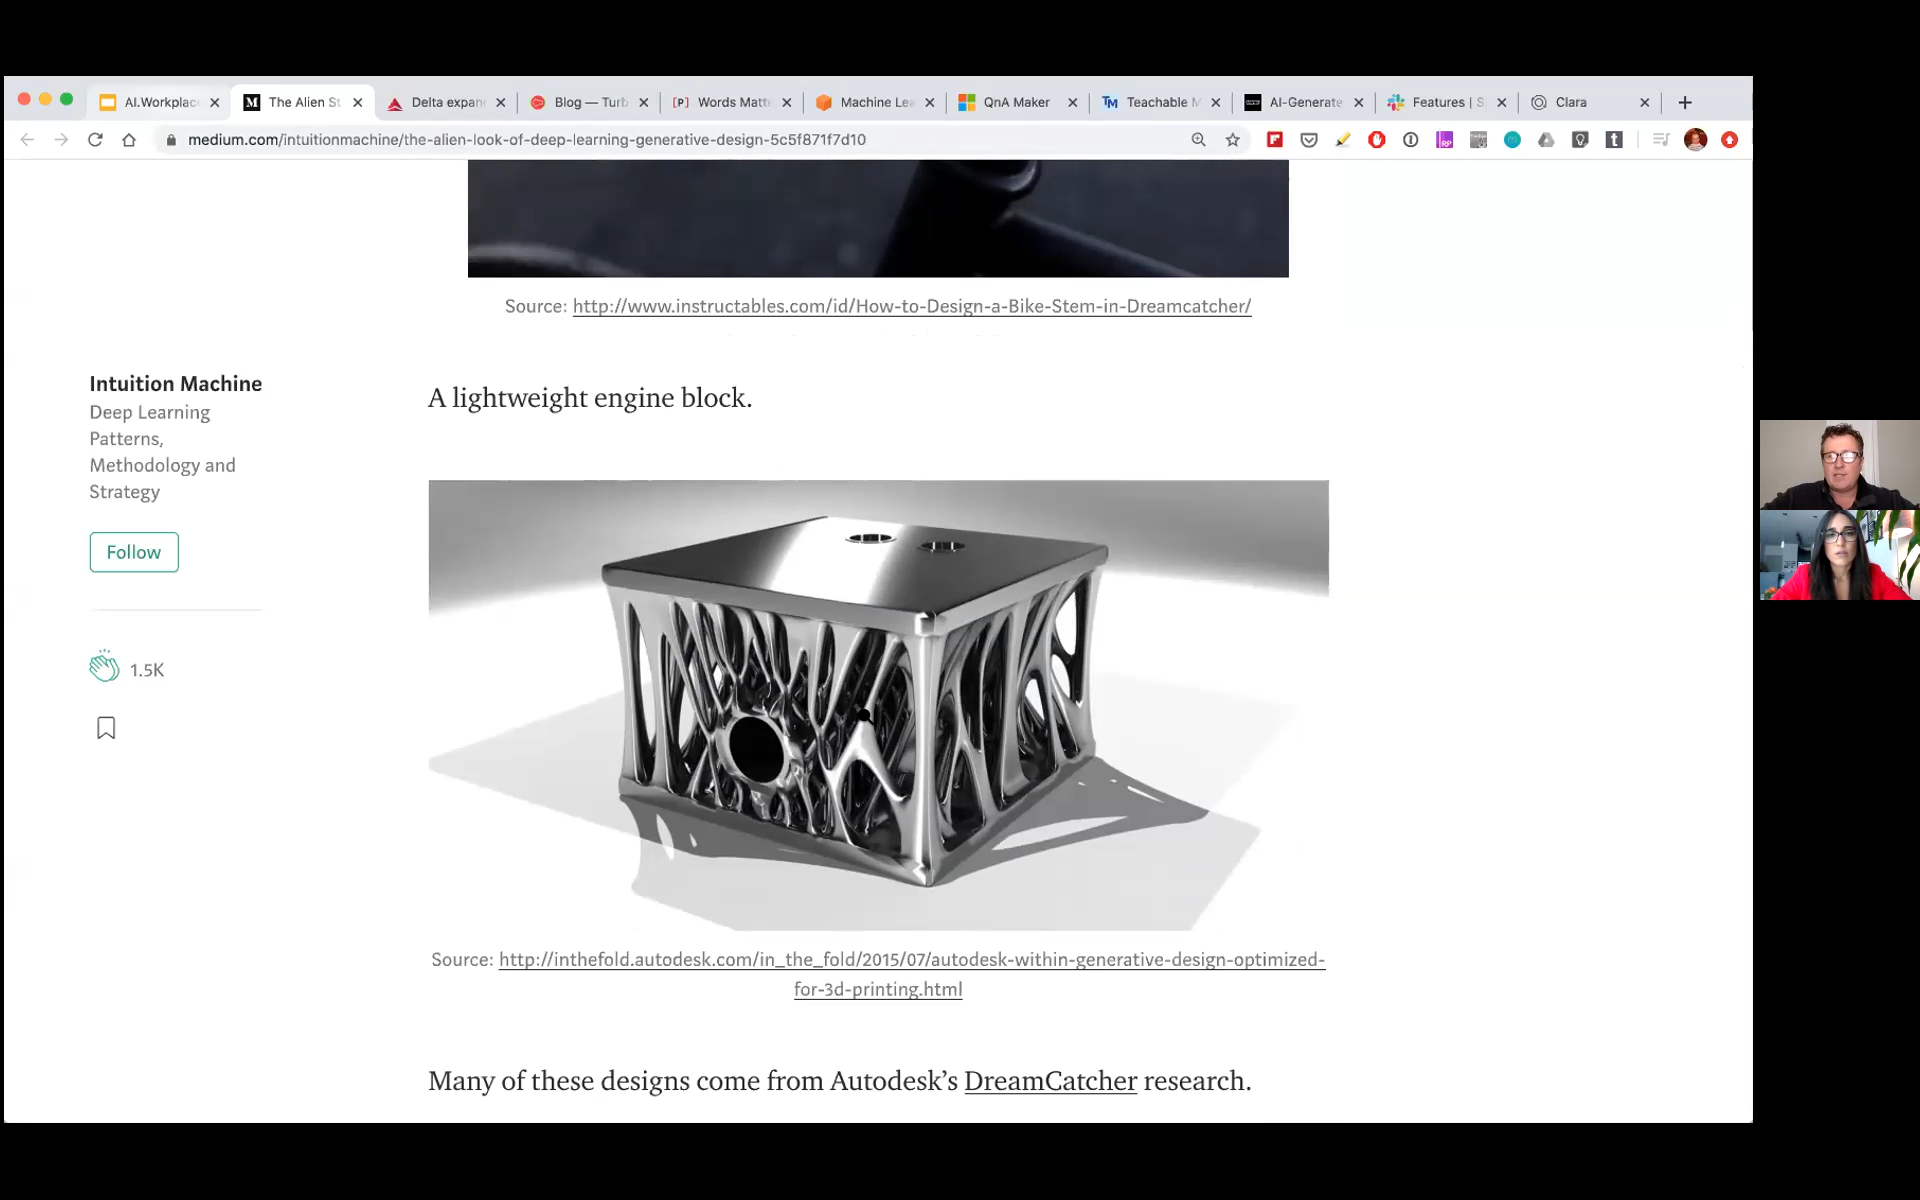 AI.Workplac
The Alien St
Delta expan
Blog — Turb
[P] Words Matt
Machine Lea
QnA Maker
TM Teachable M
AI-Generate
Features | S
Clara
medium.com/intuitionmachine/the-alien-look-of-deep-learning-generative-design-5c5f871f7d10
Source: http://www.instructables.com/id/How-to-Design-a-Bike-Stem-in-Dreamcatcher/
Intuition Machine
Deep Learning
Patterns,
Methodology and
Strategy
Follow
1.5K
A lightweight engine block.
Source: http://inthefold.autodesk.com/in_the_fold/2015/07/autodesk-within-generative-design-optimized-
for-3d-printing.html
Many of these designs come from Autodesk’s DreamCatcher research.